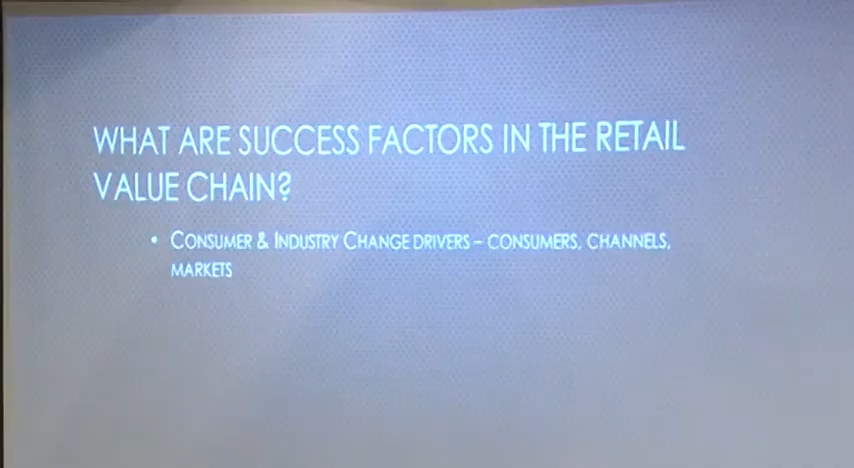 WHAT ARE SUCCESS FACTORS IN THE RETAIL
VALUE CHAIN?
• CONSUMER & INDUSTRY CHANGE DRIVERS – CONSUMERS, CHANNELS,
MARKETS